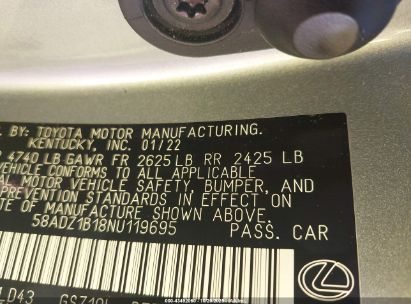 BY: TOYOTA MOTOR MANUFACTURING.
KENTUCKY, INC. 01/22
4740 LB GAWR FR 2625 LB RR 2425 LB
VEHICLE CONFORMS TO ALL APPLICABLE
MOTOR VEHICLE SAFETY, BUMPER, AND
PREVENTION STANDARDS IN EFFECT ON THE
DATE OF MANUFACTURE SHOWN ABOVE.
58ADZ1B18NU119695 PASS. CAR